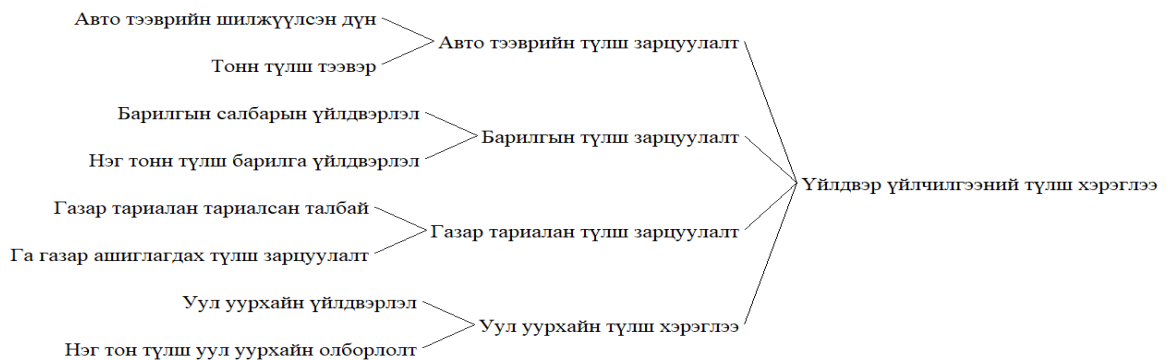 Авто тээврийн шилжүүлсэн дүн
Авто тээврийн түлш зарцуулалт
Тонн түлш тээвэр
Барилгын салбарын үйлдвэрлэл
Барилгын түлш зарцуулалт
Нэг тонн түлш барилга үйлдвэрлэл
Үйлдвэр үйлчилгээний түлш хэрэглээ
Газар тариалан тариалсан талбай
Газар тариалан түлш зарцуулалт
Га газар ашиглагдах түлш зарцуулалт
Уул уурхайн үйлдвэрлэл
Уул уурхайн түлш хэрэглээ
Нэг тон түлш уул уурхайн олборлолт